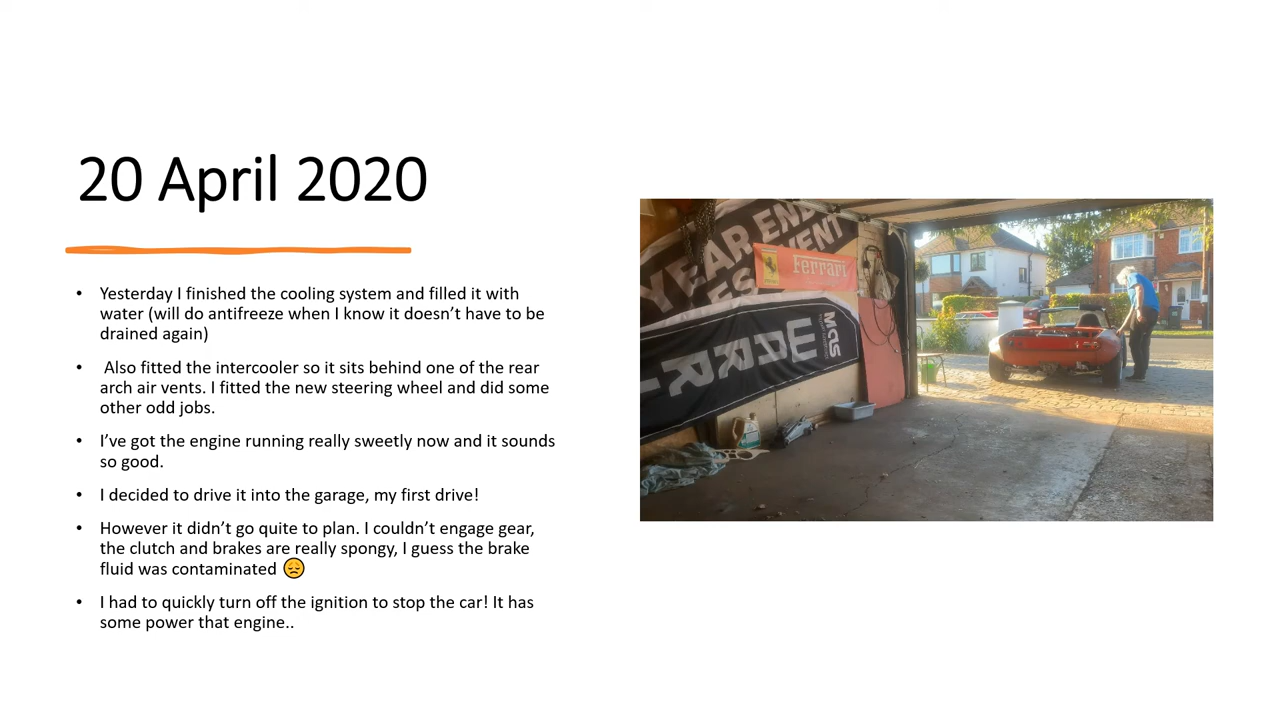 20 April 2020
• Yesterday I finished the cooling system and filled it with
water (will do antifreeze when I know it doesn’t have to be
drained again)
• Also fitted the intercooler so it sits behind one of the rear
arch air vents. I fitted the new steering wheel and did some
other odd jobs.
• I’ve got the engine running really sweetly now and it sounds
so good.
• I decided to drive it into the garage, my first drive!
• However it didn’t go quite to plan. I couldn’t engage gear,
the clutch and brakes are really spongy, I guess the brake
fluid was contaminated 😞
• I had to quickly turn off the ignition to stop the car! It has
some power that engine..
YEAR END
VENT
ES
Ferrari
MAS